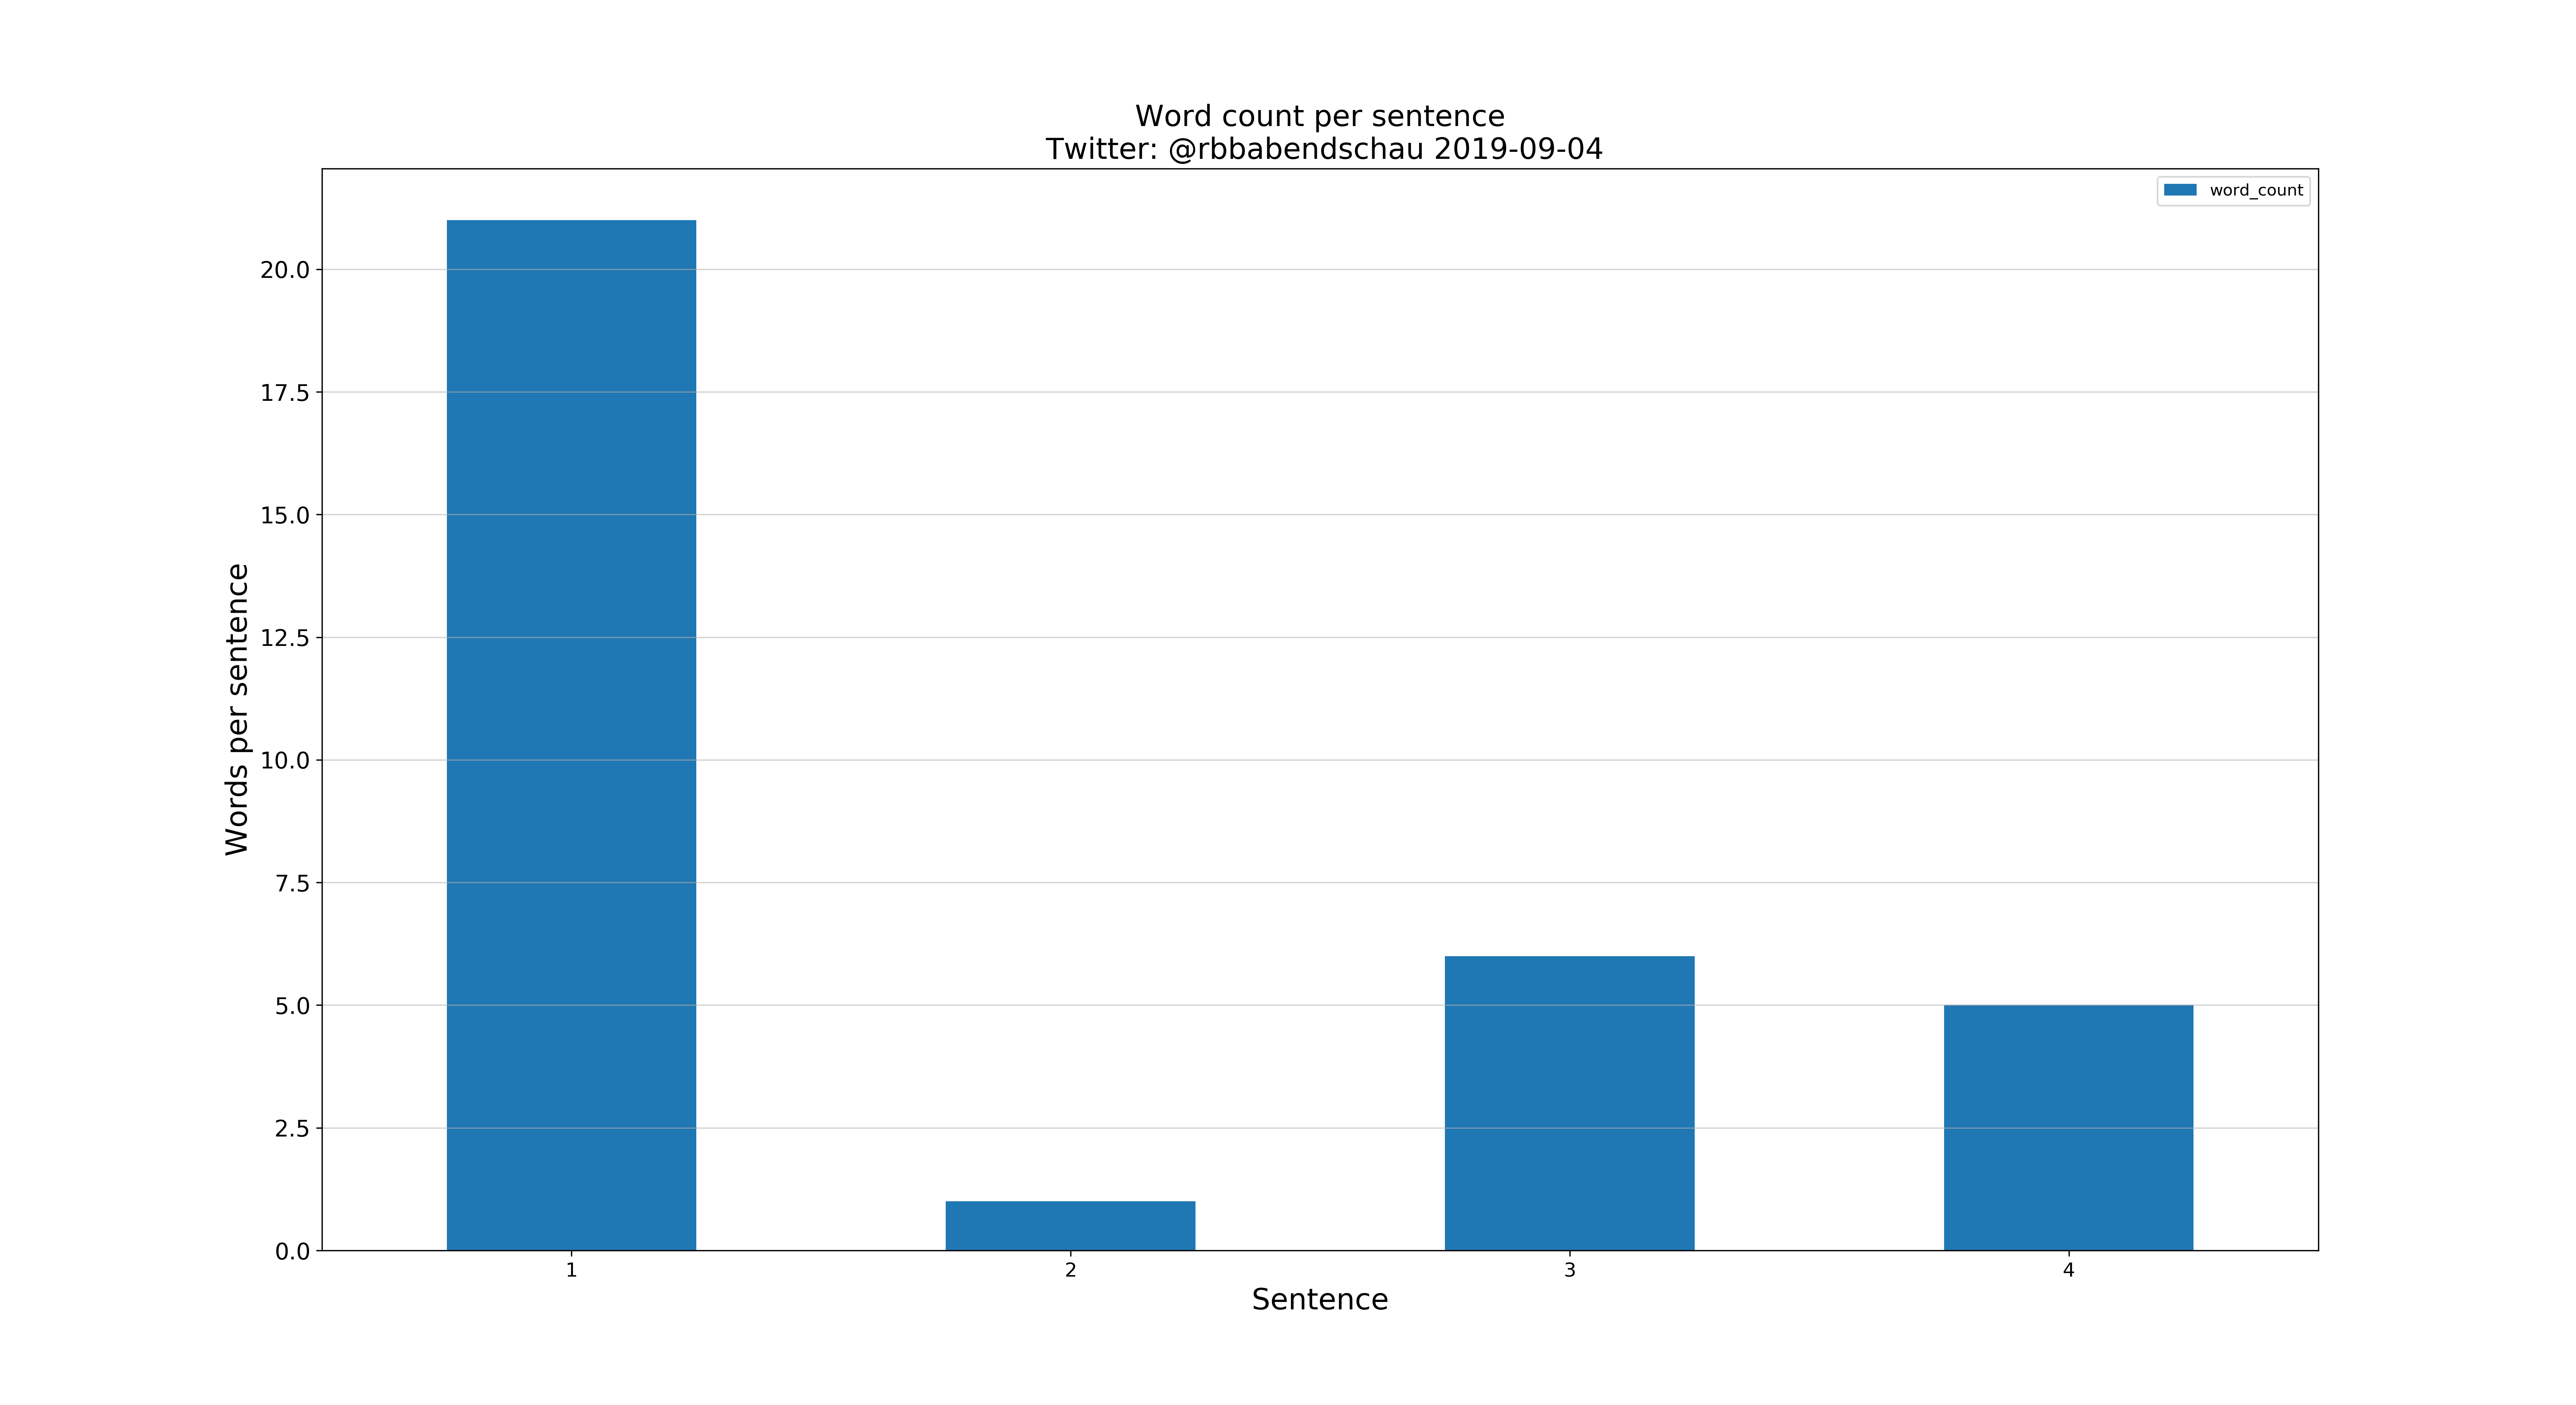 Word count per sentence
Twitter: @rbbabendschau 2019-09-04
word_count
20.0
17.5
15.0
12.5
10.0
7.5
5.0
2.5
0.0
Words per sentence
1 2 3 4
Sentence